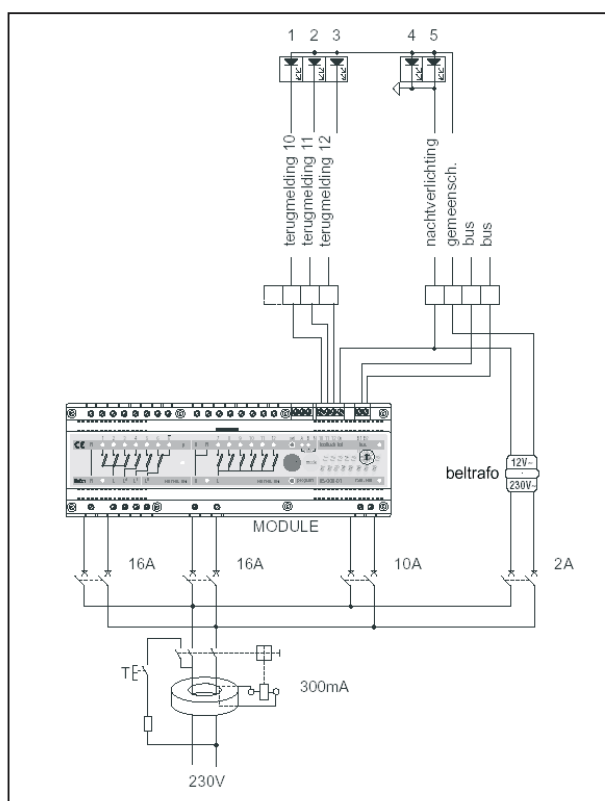 1 2 3 4 5
terugmelding 10
terugmelding 11
terugmelding 12
nachtverlichting
gemeensch.
bus
bus
CE
MODULE
beltrafo
12V~
230V~
16A
16A
10A
2A
T
300mA
230V